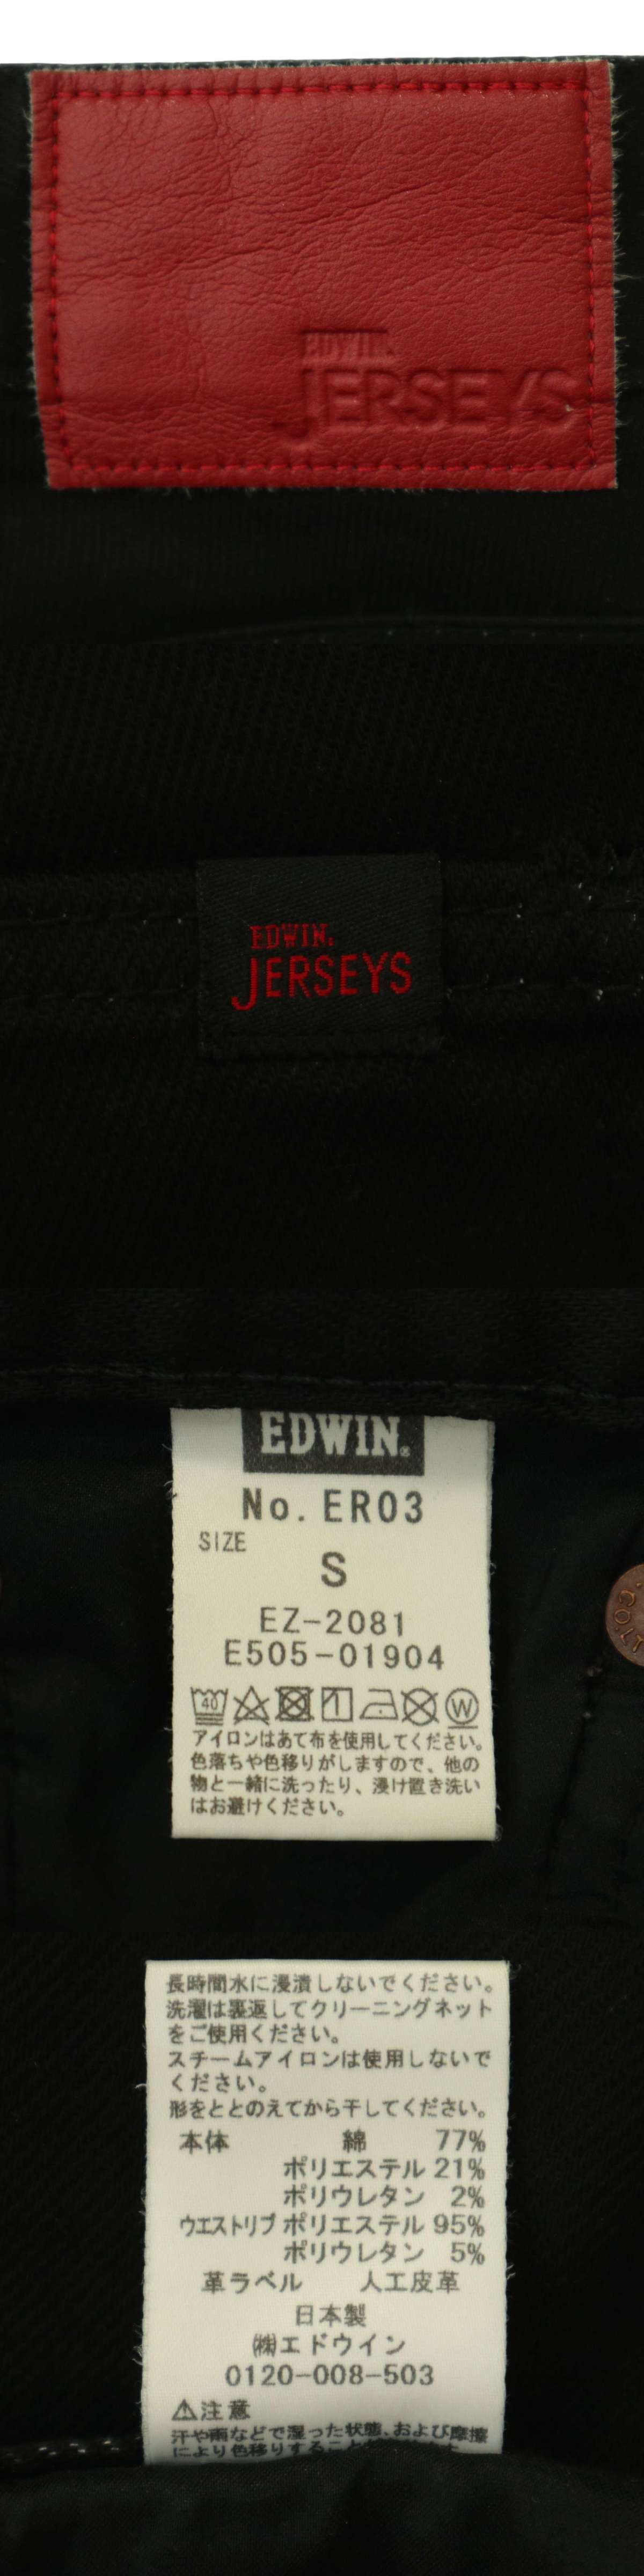 EDWIN.
JERSEYS
EDWIN.
JERSEYS
EDWIN®
No. ER03
SIZE
S
EZ-2081
E505-01904
40
W
アイロンはあて布を使用してください。
色落ちや色移りがしますので、他の
物と一緒に洗ったり、浸け置き洗い
はお避けください。
長時間水に浸漬しないでください。
洗濯は裏返してクリーニングネット
をご使用ください。
スチームアイロンは使用しないで
ください。
形をととのえてから干してください。
本体 綿 77%
ポリエステル 21%
ポリウレタン 2%
ウエストリブ ポリエステル 95%
ポリウレタン 5%
革ラベル 人工皮革
日本製
㈱エドウイン
0120-008-503
⚠注意
汗や雨などで湿った状態、および摩擦
により色移りすること